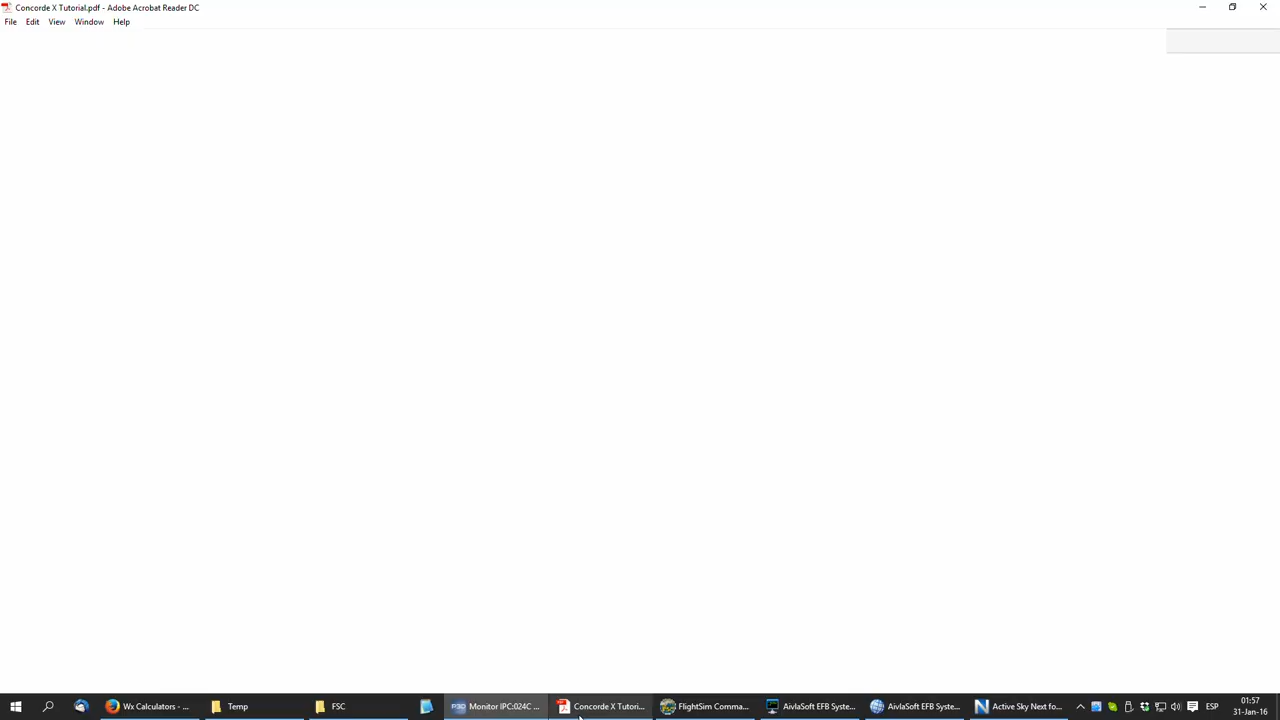 Concorde X Tutorial.pdf - Adobe Acrobat Reader DC
File Edit View Window Help
Wx Calculators - ... Temp FSC P3D Monitor IPC:024C ... Concorde X Tutori... FlightSim Comma... AivlaSoft EFB Syste... AivlaSoft EFB System... Active Sky Next fo... ESP 01:57
31-Jan-16